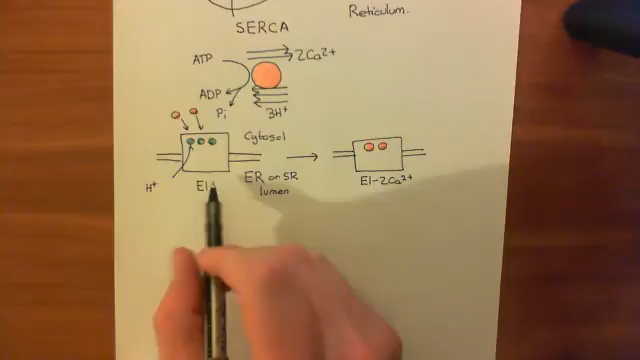 Reticulum.
SERCA
ATP
2Ca²⁺
ADP
Pi
3H⁺
Cytosol
H⁺
ER or SR
lumen
E1
E1-2Ca²⁺